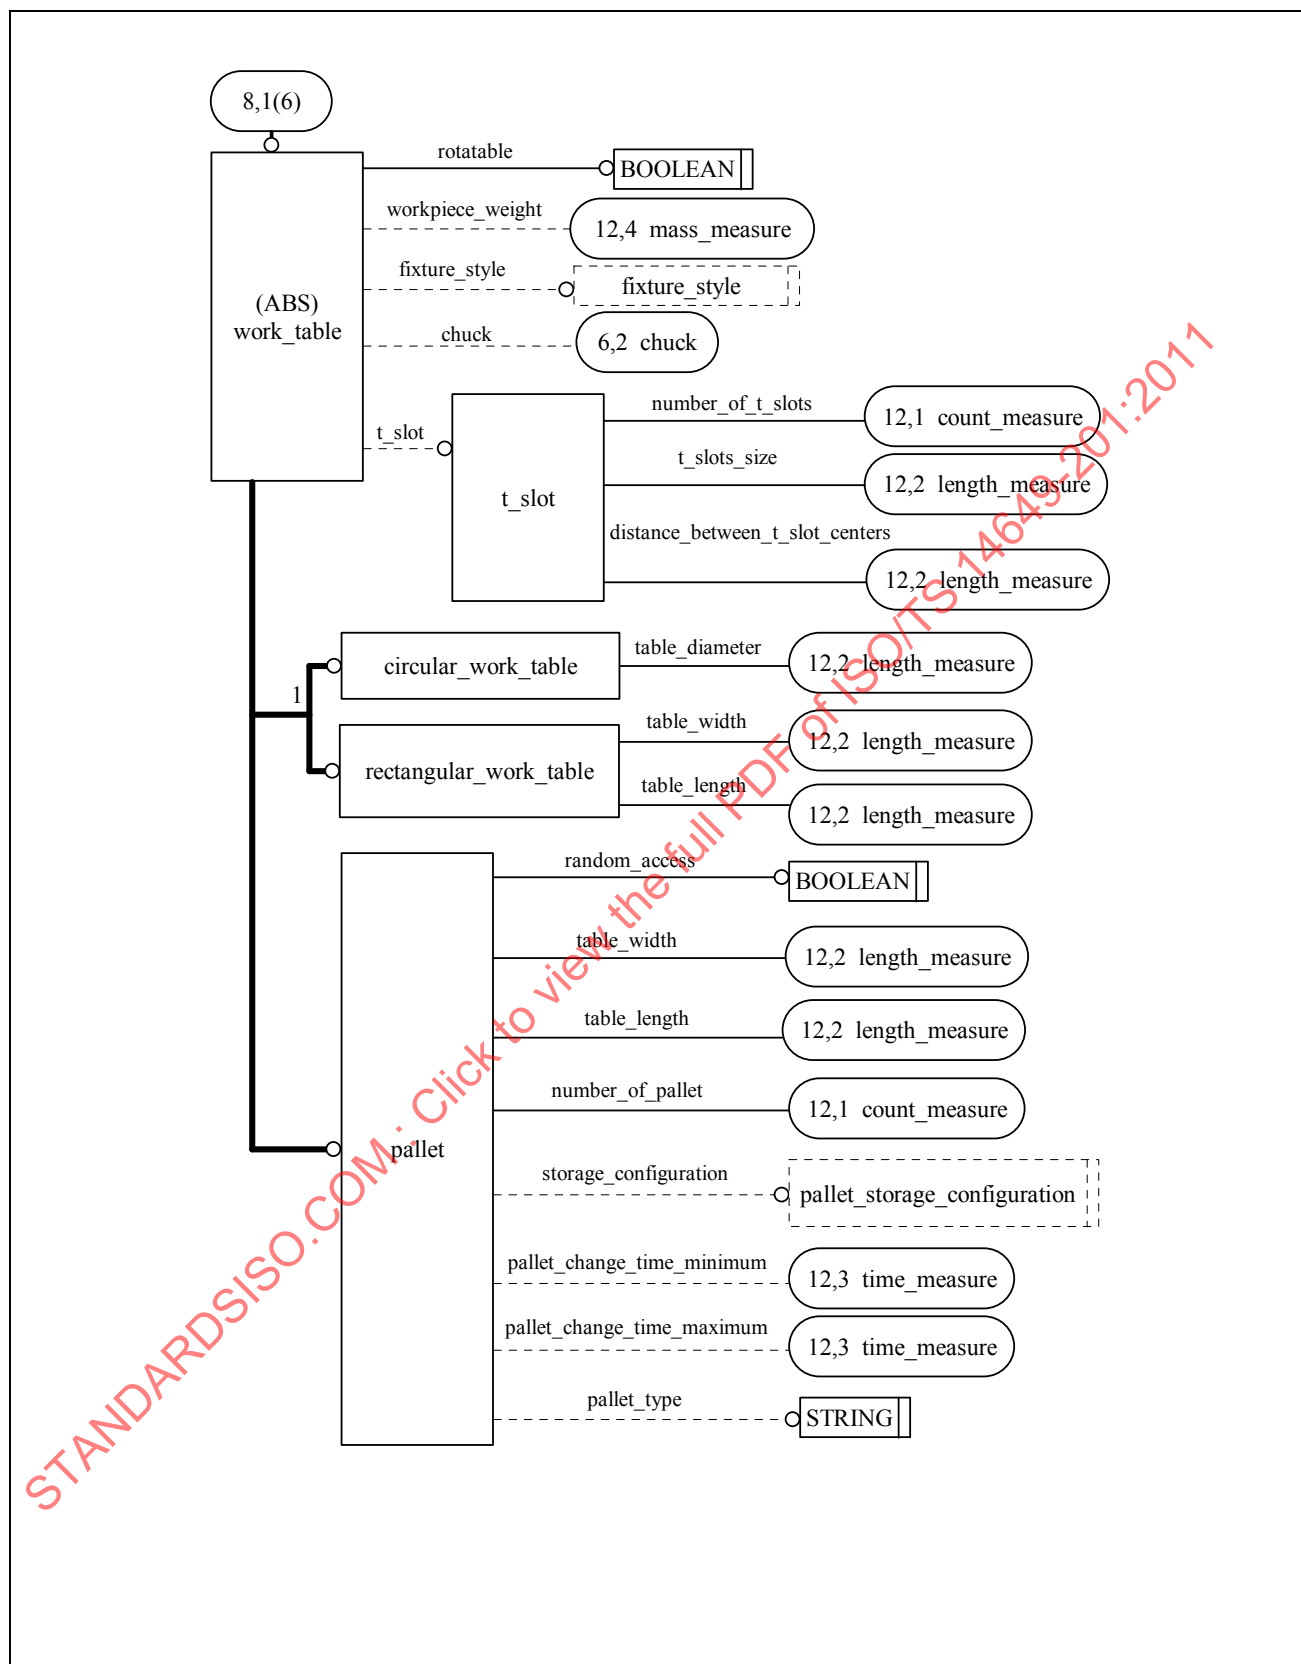 8,1(6)
rotatable
BOOLEAN
workpiece_weight
12,4 mass_measure
fixture_style
fixture_style
(ABS)
work_table
chuck
6,2 chuck
t_slot
t_slot
number_of_t_slots
12,1 count_measure
t_slots_size
12,2 length_measure
distance_between_t_slot_centers
12,2 length_measure
1
circular_work_table
table_diameter
12,2 length_measure
rectangular_work_table
table_width
12,2 length_measure
table_length
12,2 length_measure
pallet
random_access
BOOLEAN
table_width
12,2 length_measure
table_length
12,2 length_measure
number_of_pallet
12,1 count_measure
storage_configuration
pallet_storage_configuration
pallet_change_time_minimum
12,3 time_measure
pallet_change_time_maximum
12,3 time_measure
pallet_type
STRING
STANDARDSISO.COM : Click to view the full PDF of ISO/TS 14649-201:2011